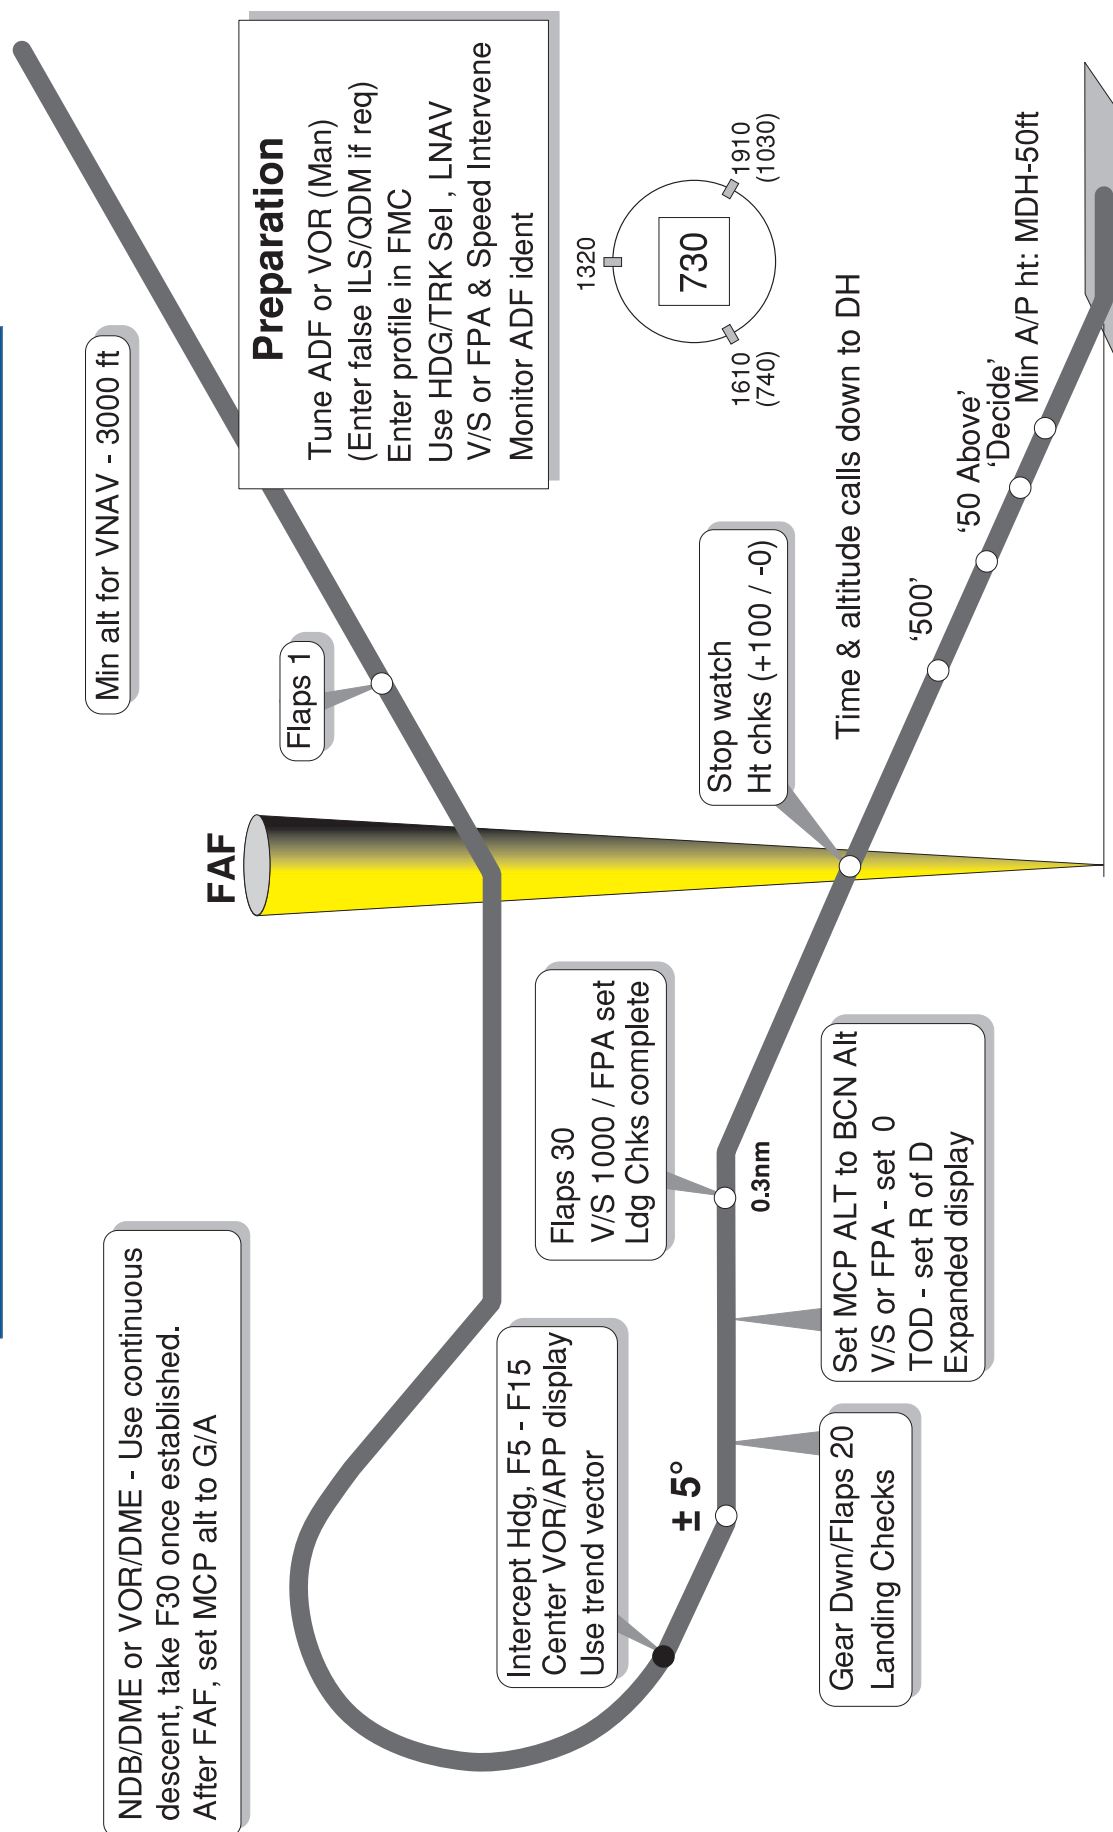 NDB/DME or VOR/DME - Use continuous
descent, take F30 once established.
After FAF, set MCP alt to G/A
Min alt for VNAV - 3000 ft
FAF
Flaps 1
Preparation
Tune ADF or VOR (Man)
(Enter false ILS/QDM if req)
Enter profile in FMC
Use HDG/TRK Sel , LNAV
V/S or FPA & Speed Intervene
Monitor ADF ident
Intercept Hdg, F5 - F15
Center VOR/APP display
Use trend vector
± 5°
Flaps 30
V/S 1000 / FPA set
Ldg Chks complete
0.3nm
Stop watch
Ht chks (+100 / -0)
1320
730
1610
(740)
1910
(1030)
Gear Dwn/Flaps 20
Landing Checks
Set MCP ALT to BCN Alt
V/S or FPA - set 0
TOD - set R of D
Expanded display
Time & altitude calls down to DH
‘500’
‘50 Above’
‘Decide’
Min A/P ht: MDH-50ft